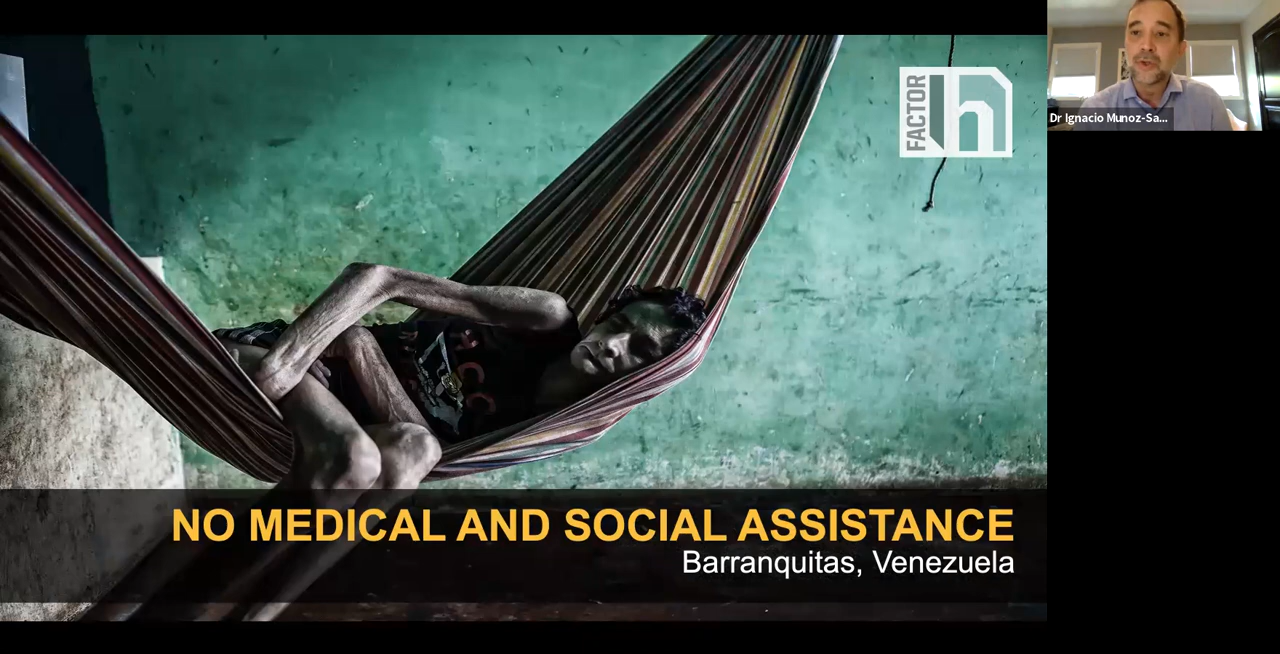 FACTOR h
NO MEDICAL AND SOCIAL ASSISTANCE
Barranquitas, Venezuela
Dr Ignacio Munoz-Sa...